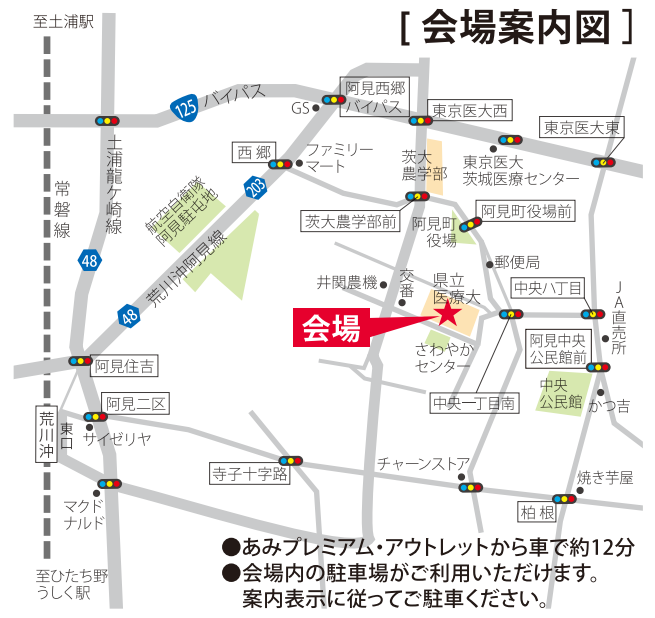 [ 会場案内図 ]
至土浦駅
125
バイパス
GS
阿見西郷
バイパス
東京医大西
東京医大東
土浦龍ケ崎線
西郷
ファミリー
マート
茨大
農学部
東京医大
茨城医療センター
常磐線
203
航空自衛隊
阿見駐屯地
茨大農学部前
阿見町
役場
阿見町役場前
48
荒川沖阿見線
48
井関農機
交番
県立
医療大
郵便局
中央八丁目
JA直売所
会場
さわやか
センター
阿見中央
公民館前
阿見住吉
中央
公民館
かつ吉
阿見二区
中央一丁目南
荒川沖
東口
サイゼリヤ
寺子十字路
チャーンストア
焼き芋屋
マクド
ナルド
柏根
至ひたち野
うしく駅
●あみプレミアム・アウトレットから車で約12分
●会場内の駐車場がご利用いただけます。
案内表示に従ってご駐車ください。